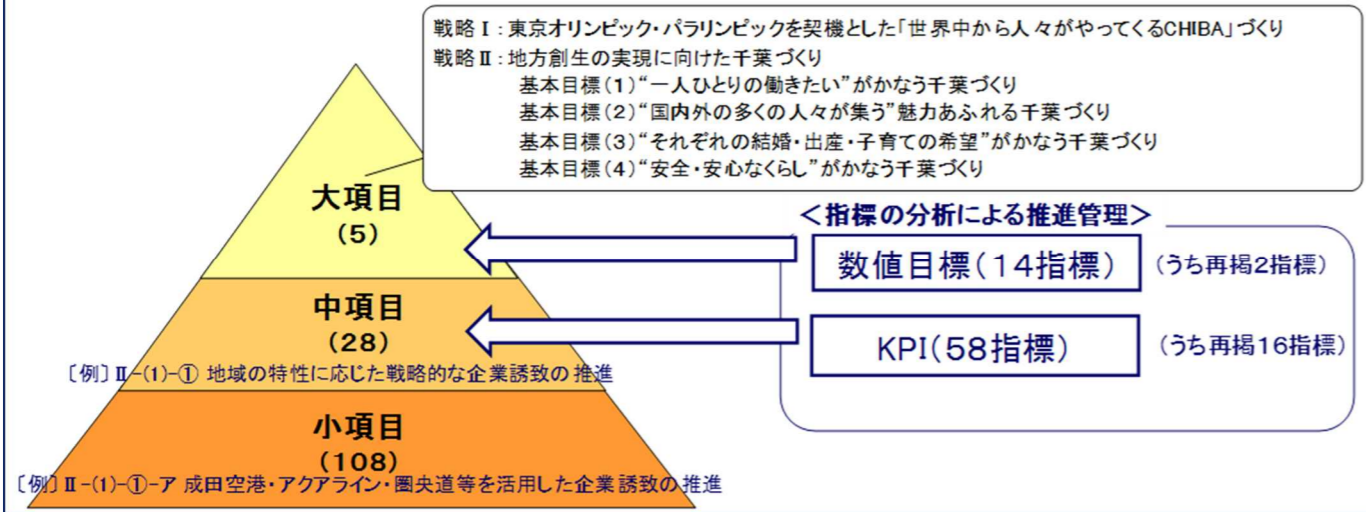 戦略Ⅰ:東京オリンピック・パラリンピックを契機とした「世界中から人々がやってくるCHIBA」づくり
戦略Ⅱ:地方創生の実現に向けた千葉づくり
基本目標(1)“一人ひとりの働きたい”がかなう千葉づくり
基本目標(2)“国内外の多くの人々が集う”魅力あふれる千葉づくり
基本目標(3)“それぞれの結婚・出産・子育ての希望”がかなう千葉づくり
基本目標(4)“安全・安心なくらし”がかなう千葉づくり
大項目
(5)
<指標の分析による推進管理>
数値目標(14指標)
(うち再掲2指標)
中項目
(28)
KPI(58指標)
(うち再掲16指標)
〔例〕Ⅱ-(1)-① 地域の特性に応じた戦略的な企業誘致の推進
小項目
(108)
〔例〕Ⅱ-(1)-①-ア 成田空港・アクアライン・圏央道等を活用した企業誘致の推進